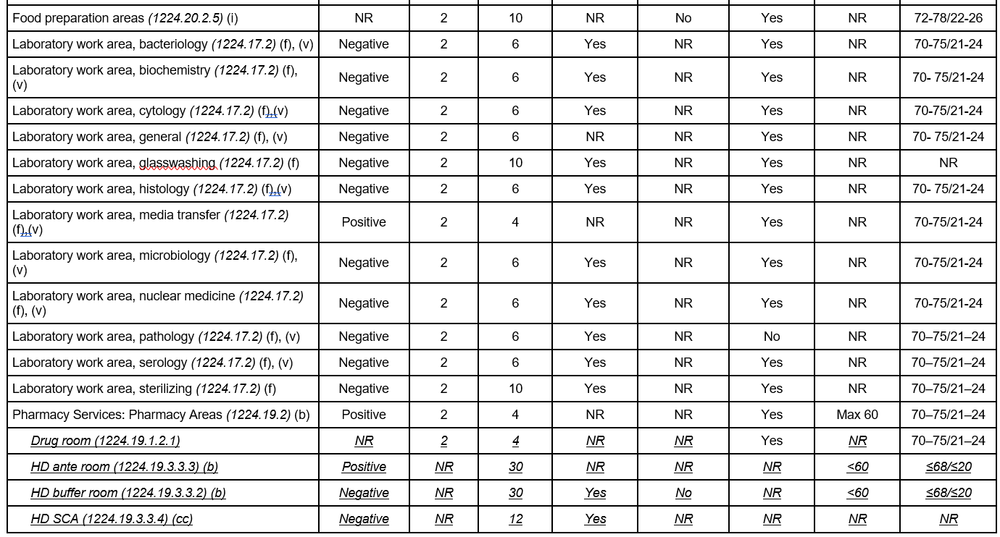 Food preparation areas (1224.20.2.5) (i) NR 2 10 NR No Yes NR 72-78/22-26
Laboratory work area, bacteriology (1224.17.2) (f), (v) Negative 2 6 Yes NR Yes NR 70-75/21-24
Laboratory work area, biochemistry (1224.17.2) (f),
(v) Negative 2 6 Yes NR Yes NR 70- 75/21-24
Laboratory work area, cytology (1224.17.2) (f),(v) Negative 2 6 Yes NR Yes NR 70-75/21-24
Laboratory work area, general (1224.17.2) (f), (v) Negative 2 6 NR NR Yes NR 70- 75/21-24
Laboratory work area, glasswashing (1224.17.2) (f) Negative 2 10 Yes NR Yes NR NR
Laboratory work area, histology (1224.17.2) (f),(v) Negative 2 6 Yes NR Yes NR 70- 75/21-24
Laboratory work area, media transfer (1224.17.2)
(f),(v) Positive 2 4 NR NR Yes NR 70-75/21-24
Laboratory work area, microbiology (1224.17.2) (f),
(v) Negative 2 6 Yes NR Yes NR 70-75/21-24
Laboratory work area, nuclear medicine (1224.17.2)
(f), (v) Negative 2 6 Yes NR Yes NR 70-75/21-24
Laboratory work area, pathology (1224.17.2) (f), (v) Negative 2 6 Yes NR No NR 70–75/21–24
Laboratory work area, serology (1224.17.2) (f), (v) Negative 2 6 Yes NR Yes NR 70–75/21–24
Laboratory work area, sterilizing (1224.17.2) (f) Negative 2 10 Yes NR Yes NR 70–75/21–24
Pharmacy Services: Pharmacy Areas (1224.19.2) (b) Positive 2 4 NR NR Yes Max 60 70–75/21–24
Drug room (1224.19.1.2.1) NR 2 4 NR NR Yes NR 70–75/21–24
HD ante room (1224.19.3.3.3) (b) Positive NR 30 NR NR NR <60 ≤68/≤20
HD buffer room (1224.19.3.3.2) (b) Negative NR 30 Yes No NR <60 ≤68/≤20
HD SCA (1224.19.3.3.4) (cc) Negative NR 12 Yes NR NR NR NR